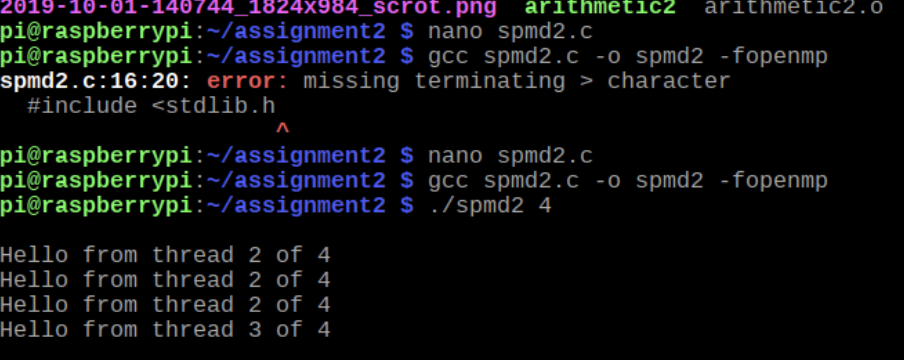 2019-10-01-140744_1824x984_scrot.png  arithmetic2  arithmetic2.o
pi@raspberrypi:~/assignment2 $ nano spmd2.c
pi@raspberrypi:~/assignment2 $ gcc spmd2.c -o spmd2 -fopenmp
spmd2.c:16:20: error: missing terminating > character
  #include <stdlib.h
                    ^
pi@raspberrypi:~/assignment2 $ nano spmd2.c
pi@raspberrypi:~/assignment2 $ gcc spmd2.c -o spmd2 -fopenmp
pi@raspberrypi:~/assignment2 $ ./spmd2 4

Hello from thread 2 of 4
Hello from thread 2 of 4
Hello from thread 2 of 4
Hello from thread 3 of 4